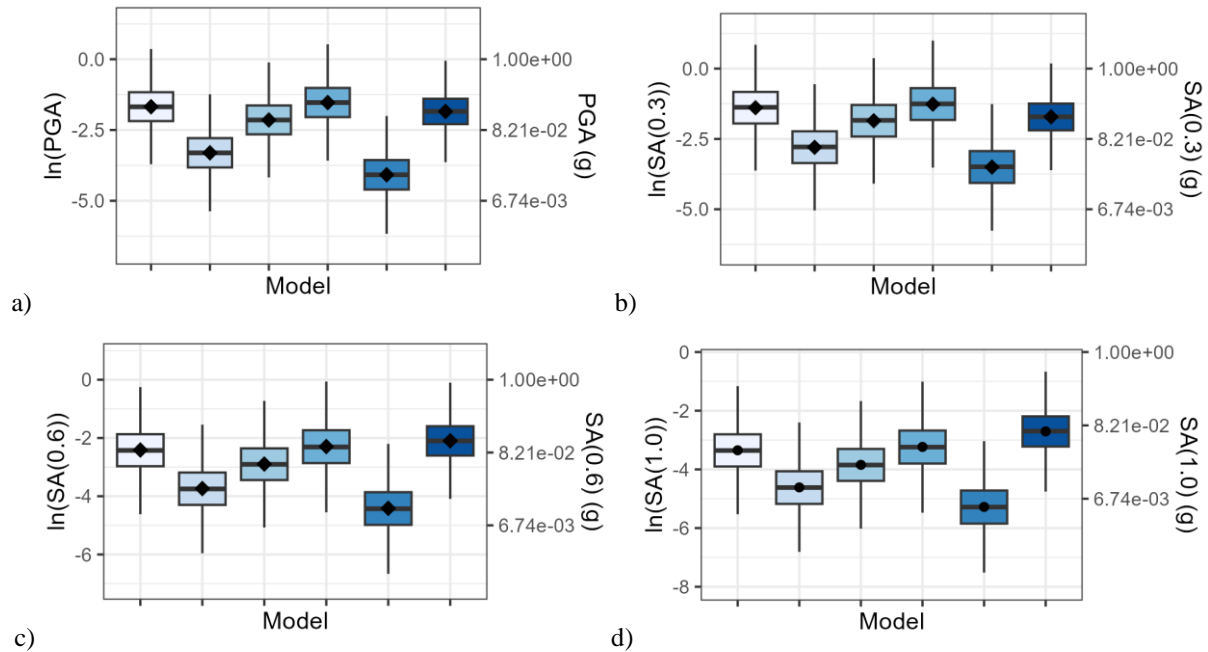 ln(PGA)
0.0
-2.5
-5.0
1.00e+00
8.21e-02
6.74e-03
PGA (g)
Model
a)
ln(SA(0.3))
0.0
-2.5
-5.0
1.00e+00
8.21e-02
6.74e-03
SA(0.3) (g)
Model
b)
ln(SA(0.6))
0
-2
-4
-6
1.00e+00
8.21e-02
6.74e-03
SA(0.6) (g)
Model
c)
ln(SA(1.0))
0
-2
-4
-6
-8
1.00e+00
8.21e-02
6.74e-03
SA(1.0) (g)
Model
d)